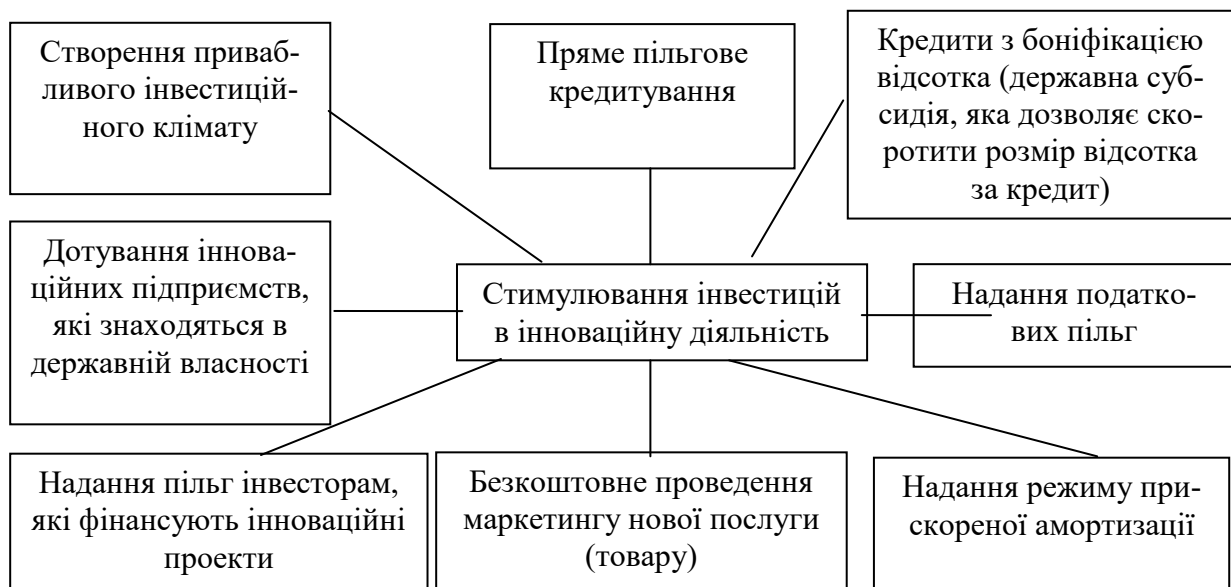 Створення приваб-
ливого інвестицій-
ного клімату
Пряме пільгове
кредитування
Кредити з боніфікацією
відсотка (державна суб-
сидія, яка дозволяє ско-
ротити розмір відсотка
за кредит)
Дотування іннова-
ційних підприємств,
які знаходяться в
державній власності
Стимулювання інвестицій
в інноваційну діяльність
Надання податко-
вих пільг
Надання пільг інвесторам,
які фінансують інноваційні
проекти
Безкоштовне проведення
маркетингу нової послуги
(товару)
Надання режиму при-
скореної амортизації